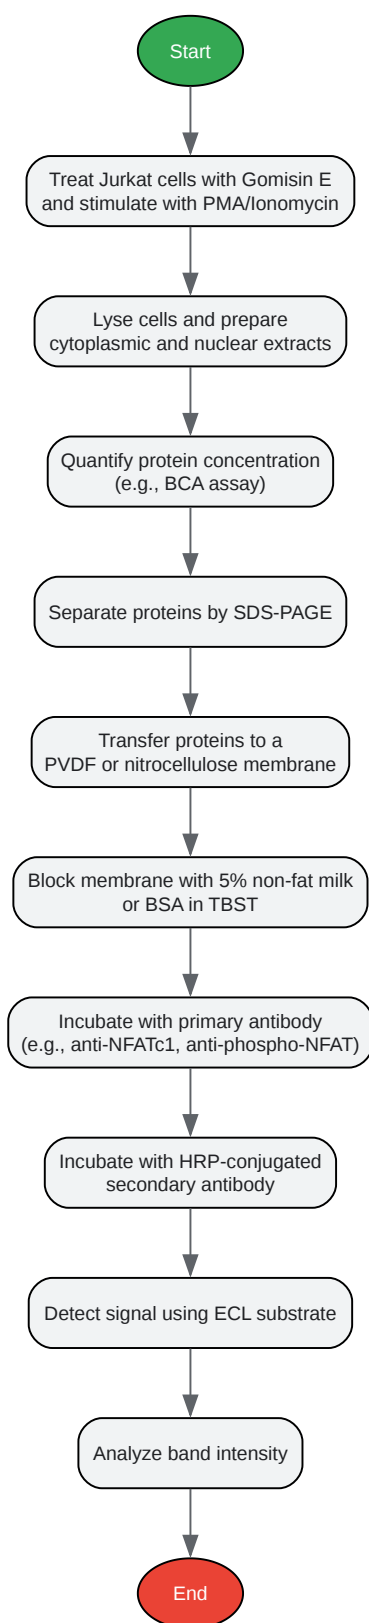 Start
Treat Jurkat cells with Gomisin E
and stimulate with PMA/Ionomycin
Lyse cells and prepare
cytoplasmic and nuclear extracts
Quantify protein concentration
(e.g., BCA assay)
Separate proteins by SDS-PAGE
Transfer proteins to a
PVDF or nitrocellulose membrane
Block membrane with 5% non-fat milk
or BSA in TBST
Incubate with primary antibody
(e.g., anti-NFATc1, anti-phospho-NFAT)
Incubate with HRP-conjugated
secondary antibody
Detect signal using ECL substrate
Analyze band intensity
End